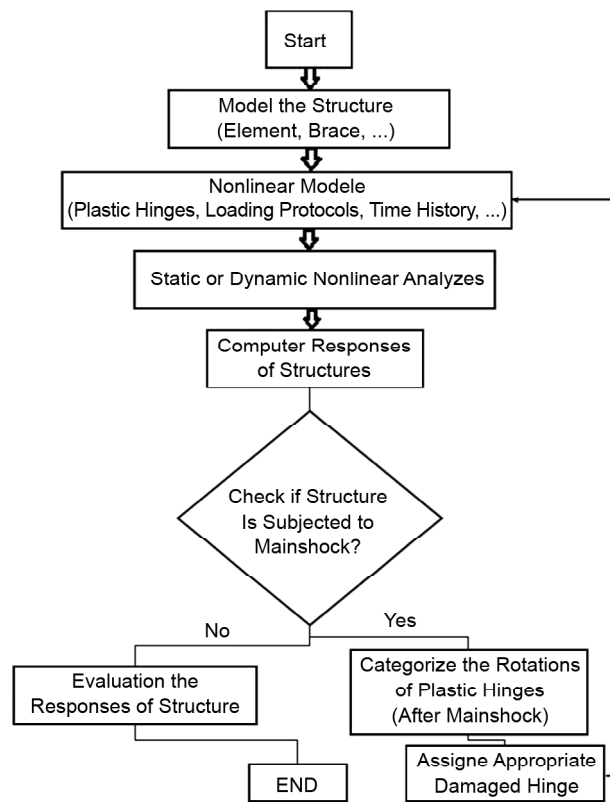 Start
Model the Structure
(Element, Brace, ...)
Nonlinear Modele
(Plastic Hinges, Loading Protocols, Time History, ...)
Static or Dynamic Nonlinear Analyzes
Computer Responses
of Structures
Check if Structure
Is Subjected to
Mainshock?
No
Yes
Evaluation the
Responses of Structure
END
Categorize the Rotations
of Plastic Hinges
(After Mainshock)
Assigne Appropriate
Damaged Hinge